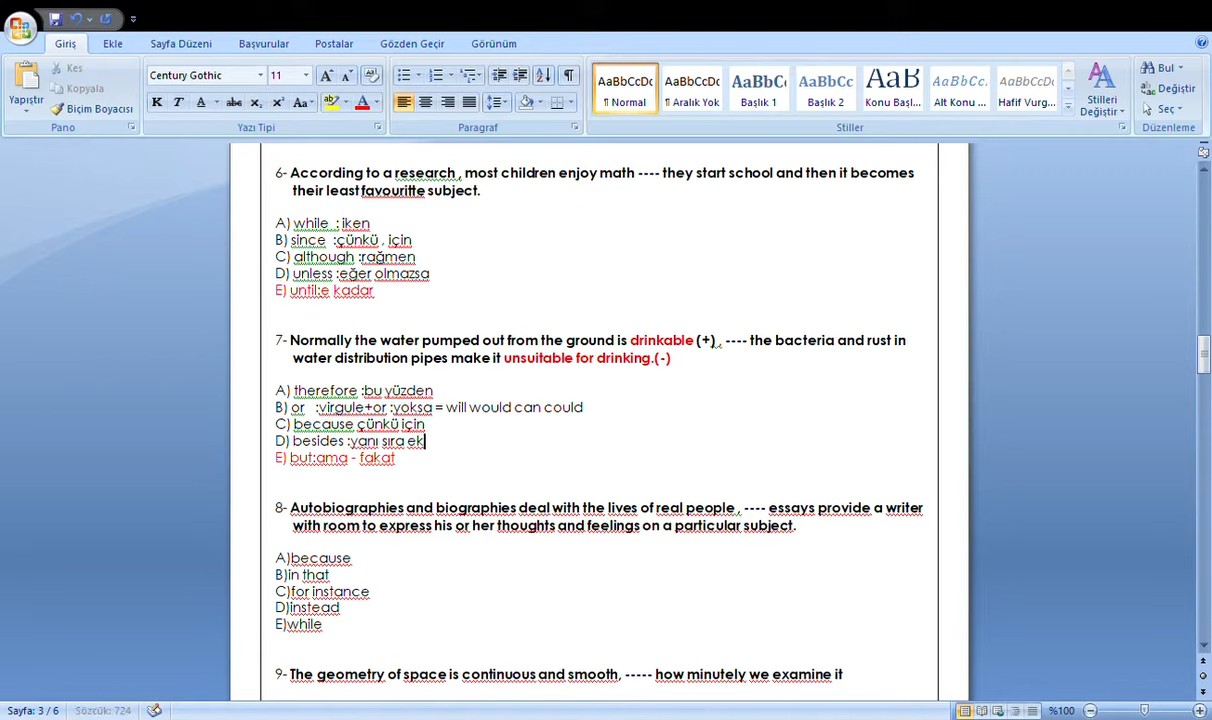 Giriş Ekle Sayfa Düzeni Başvurular Postalar Gözden Geçir Görünüm
Yapıştır
Kes
Kopyala
Biçim Boyacısı
Pano
Century Gothic 11
Yazı Tipi
Paragraf
AaBbCcDc AaBbCcDc AaBbC AaBbCc AaB AaBbCc. AaBbCcDc
¶ Normal ¶ Aralık Yok Başlık 1 Başlık 2 Konu Başl... Alt Konu ... Hafif Vurg...
Stilleri
Değiştir
Stiller
Bul
Değiştir
Seç
Düzenleme
6- According to a research , most children enjoy math ---- they start school and then it becomes
their least favouritte subject.
A) while : iken
B) since :çünkü , için
C) although :rağmen
D) unless :eğer olmazsa
E) until:e kadar
7- Normally the water pumped out from the ground is drinkable (+) , ---- the bacteria and rust in
water distribution pipes make it unsuitable for drinking.(-)
A) therefore :bu yüzden
B) or :virgule+or :yoksa = will would can could
C) because çünkü için
D) besides :yanı sıra ek
E) but:ama - fakat
8- Autobiographies and biographies deal with the lives of real people , ---- essays provide a writer
with room to express his or her thoughts and feelings on a particular subject.
A)because
B)in that
C)for instance
D)instead
E)while
9- The geometry of space is continuous and smooth, ----- how minutely we examine it
Sayfa: 3 / 6 Sözcük: 724 %100